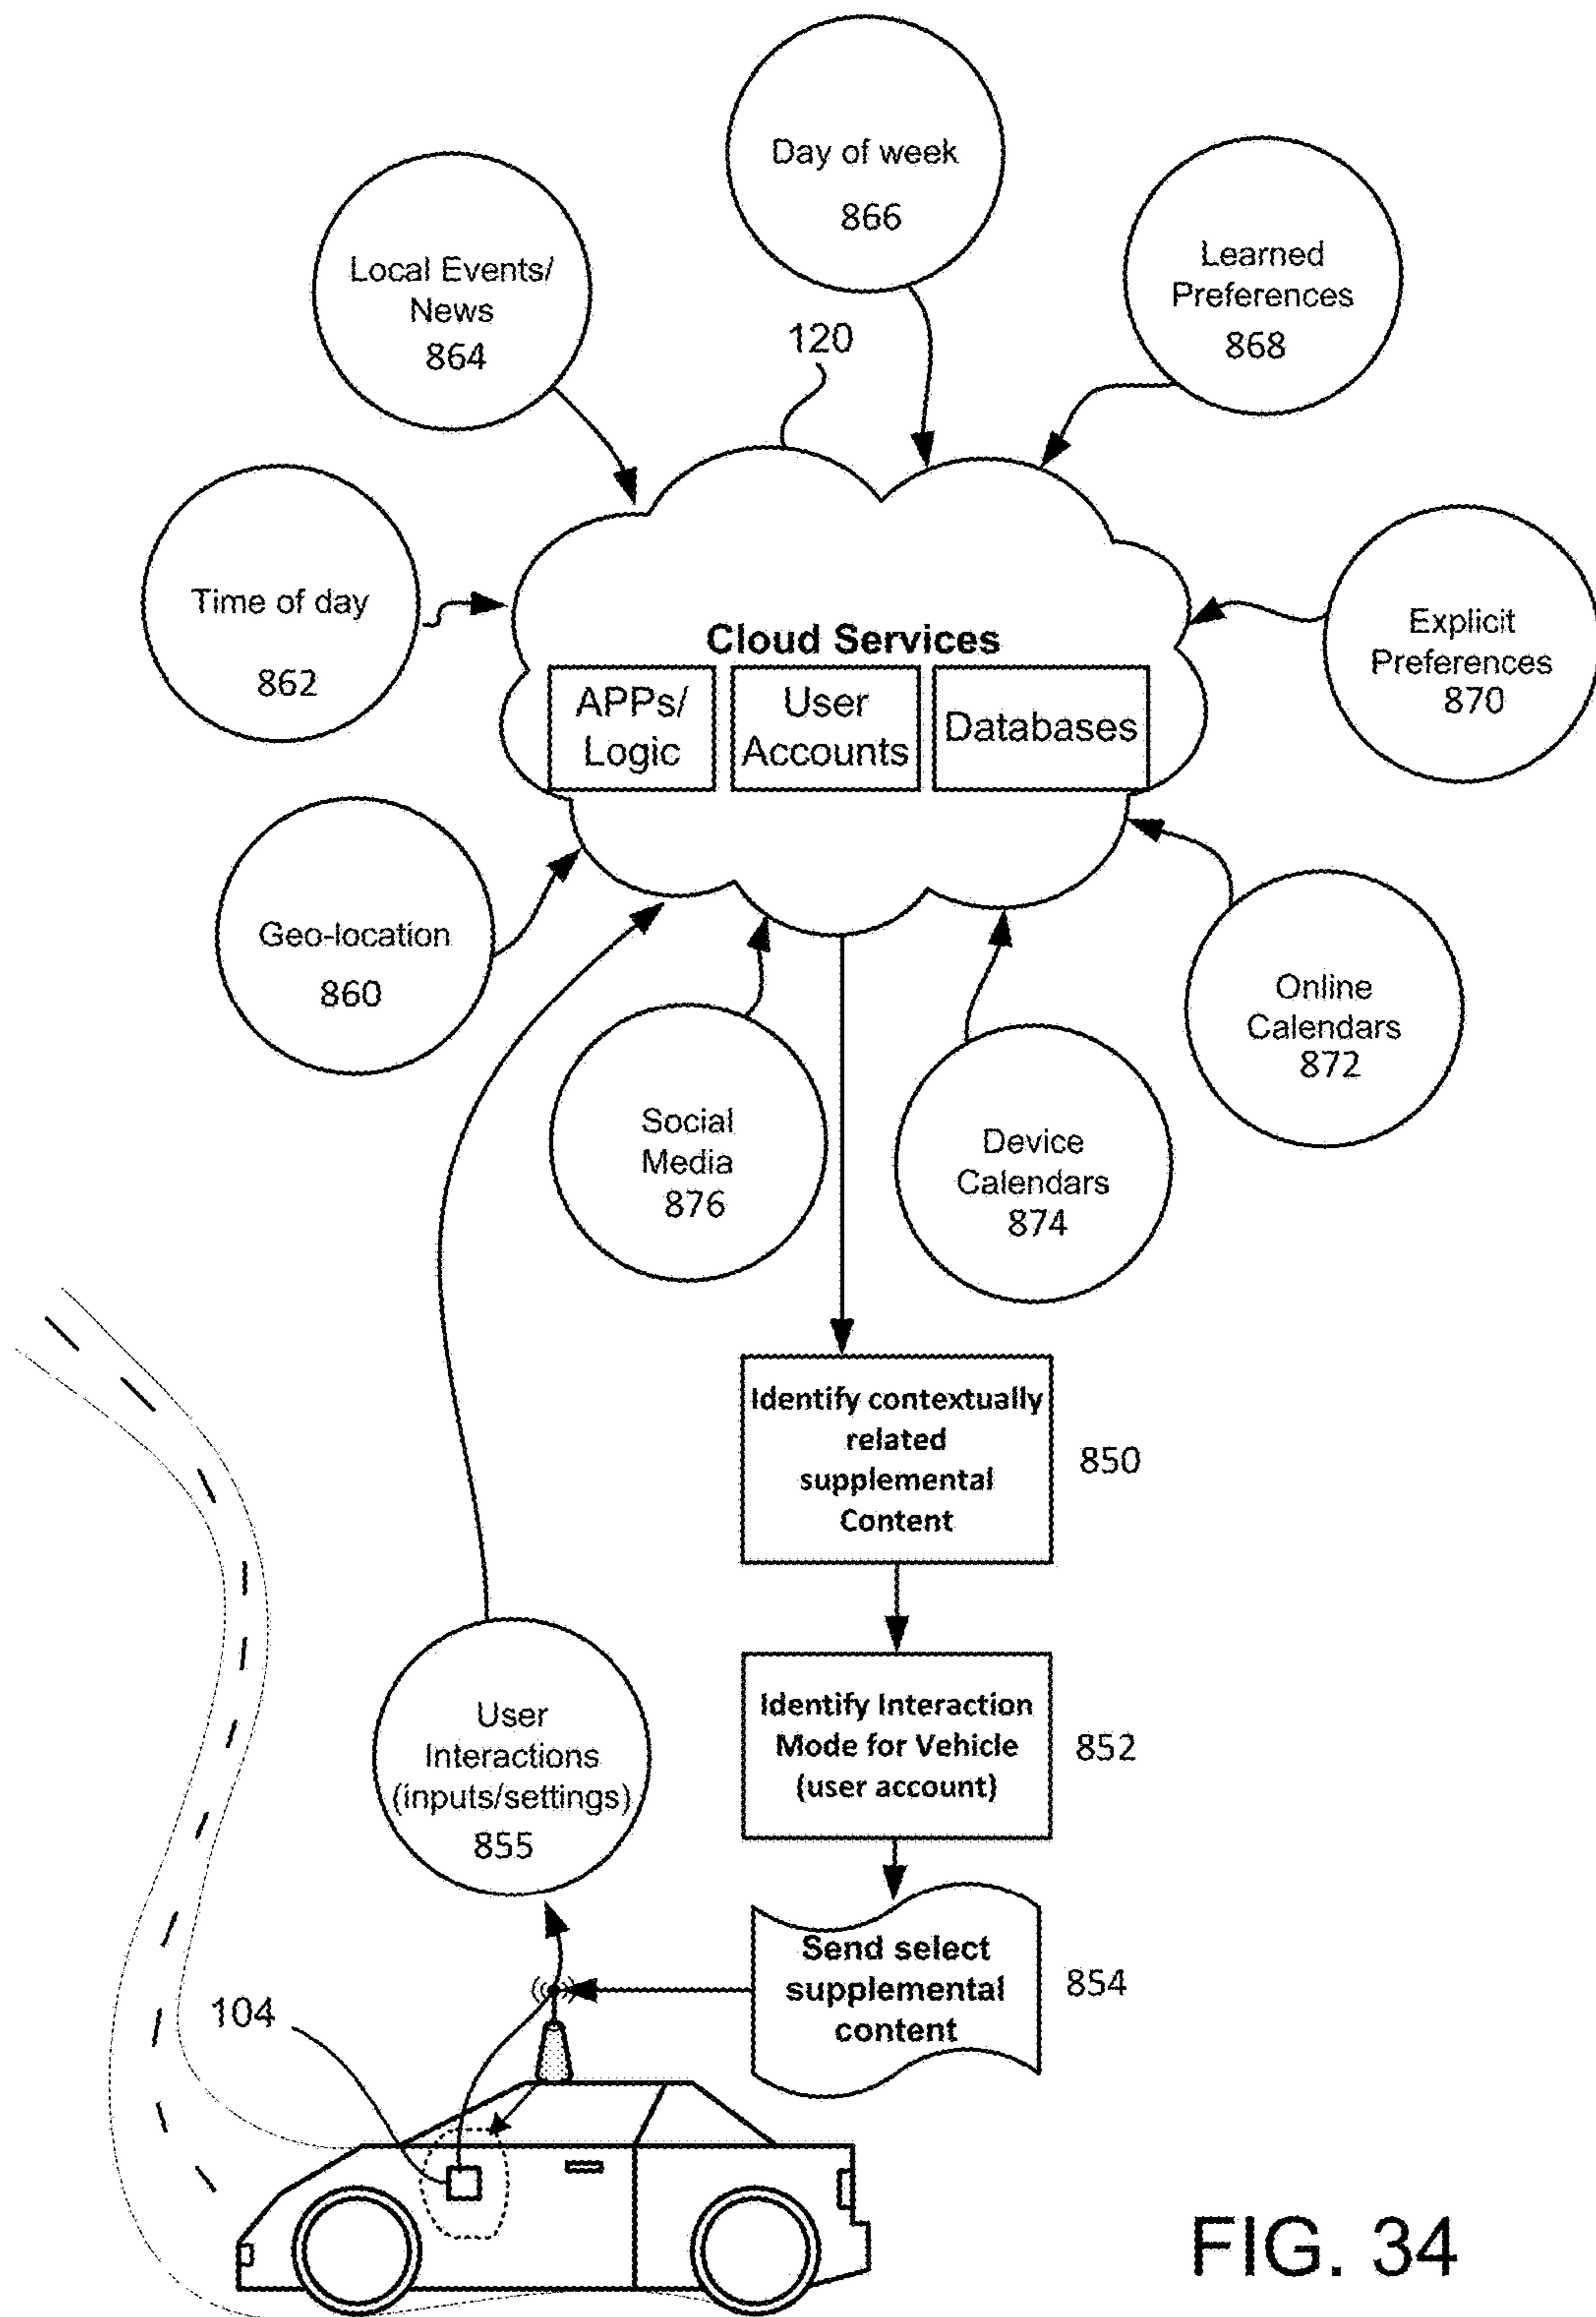 Day of week
866
Local Events/
News
864
Learned
Preferences
868
120
Time of day
862
Explicit
Preferences
870
Cloud Services
APPs/
Logic
User
Accounts
Databases
Geo-location
860
Online
Calendars
872
Social
Media
876
Device
Calendars
874
Identify contextually
related
supplemental
Content
850
User
Interactions
(inputs/settings)
855
Identify Interaction
Mode for Vehicle
(user account)
852
Send select
supplemental
content
854
104
FIG. 34